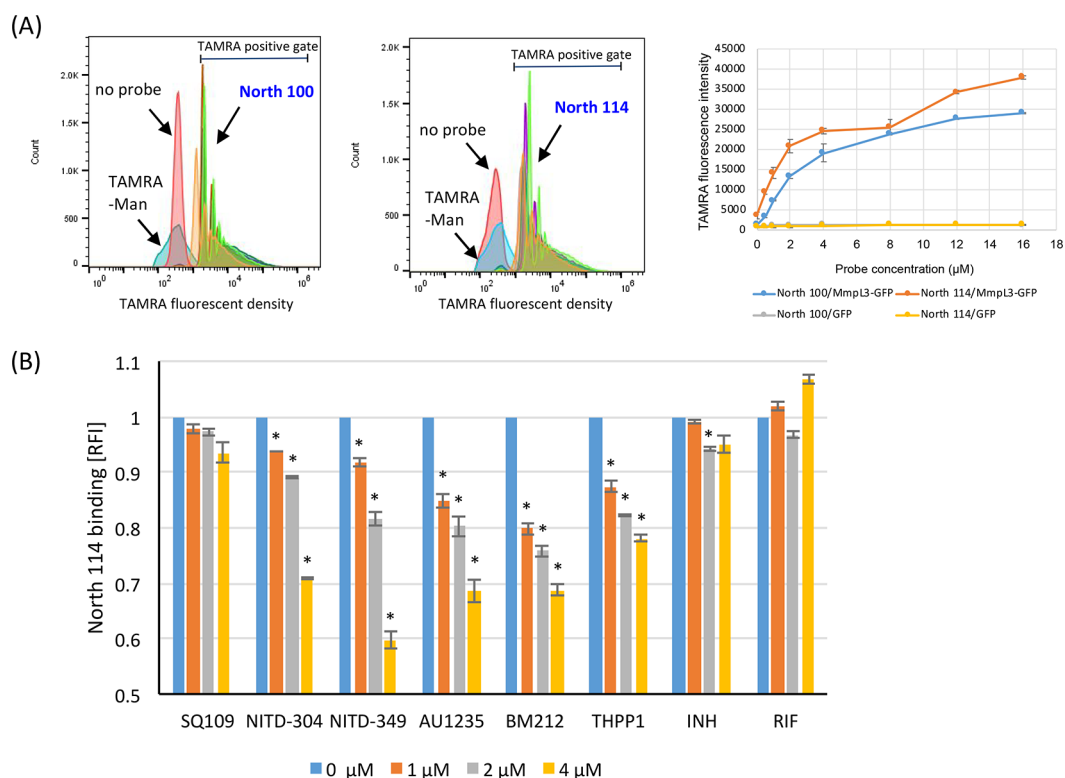 (A)
TAMRA positive gate
2.0K
1.5K
1.0K
500
0
Count
no probe
North 100
TAMRA
-Man
10^0 10^2 10^4 10^6
TAMRA fluorescent density
TAMRA positive gate
2.0K
1.5K
1.0K
500
0
Count
no probe
North 114
TAMRA
-Man
10^0 10^2 10^4 10^6
TAMRA fluorescent density
TAMRA fluorescence intensity
45000
40000
35000
30000
25000
20000
15000
10000
5000
0
0 2 4 6 8 10 12 14 16 18
Probe concentration (µM)
North 100/MmpL3-GFP North 114/MmpL3-GFP
North 100/GFP North 114/GFP
(B)
North 114 binding [RFI]
1.1
1
0.9
0.8
0.7
0.6
0.5
* * *
* * *
* * *
* * *
* * *
*
SQ109 NITD-304 NITD-349 AU1235 BM212 THPP1 INH RIF
0 µM 1 µM 2 µM 4 µM